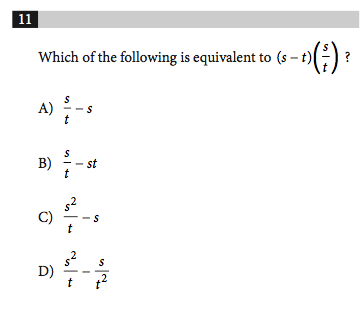 11
Which of the following is equivalent to (s – t)(s/t) ?
A) s/t – s
B) s/t – st
C) s²/t – s
D) s²/t – s/t²